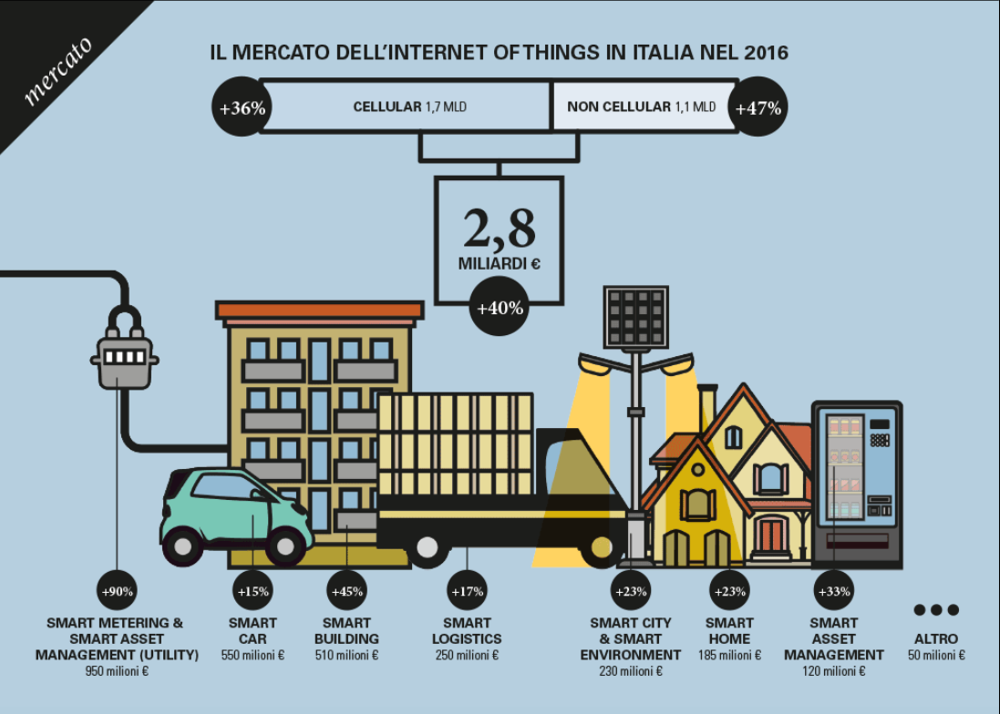 mercato
IL MERCATO DELL'INTERNET OF THINGS IN ITALIA NEL 2016
+36%
CELLULAR 1,7 MLD
NON CELLULAR 1,1 MLD
+47%
2,8
MILIARDI €
+40%
+90%
SMART METERING &
SMART ASSET
MANAGEMENT (UTILITY)
950 milioni €
+15%
SMART
CAR
550 milioni €
+45%
SMART
BUILDING
510 milioni €
+17%
SMART
LOGISTICS
250 milioni €
+23%
SMART CITY
& SMART
ENVIRONMENT
230 milioni €
+23%
SMART
HOME
185 milioni €
+33%
SMART
ASSET
MANAGEMENT
120 milioni €
ALTRO
50 milioni €